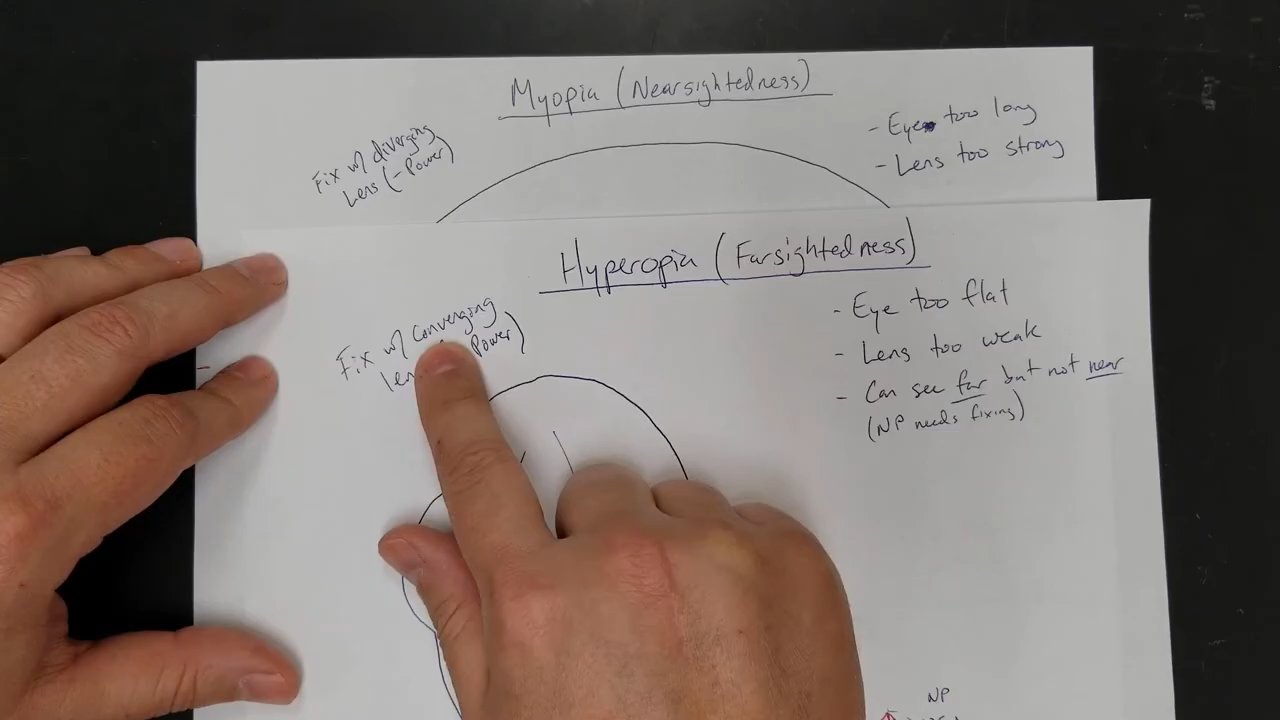 Myopia (Nearsightedness)
Fix w/ diverging
Lens (-Power)
- Eye too long
- Lens too strong
Hyperopia (Farsightedness)
Fix w/ Converging
Power)
- Eye too flat
- Lens too weak
- Can see far but not near
(NP needs fixing)
NP